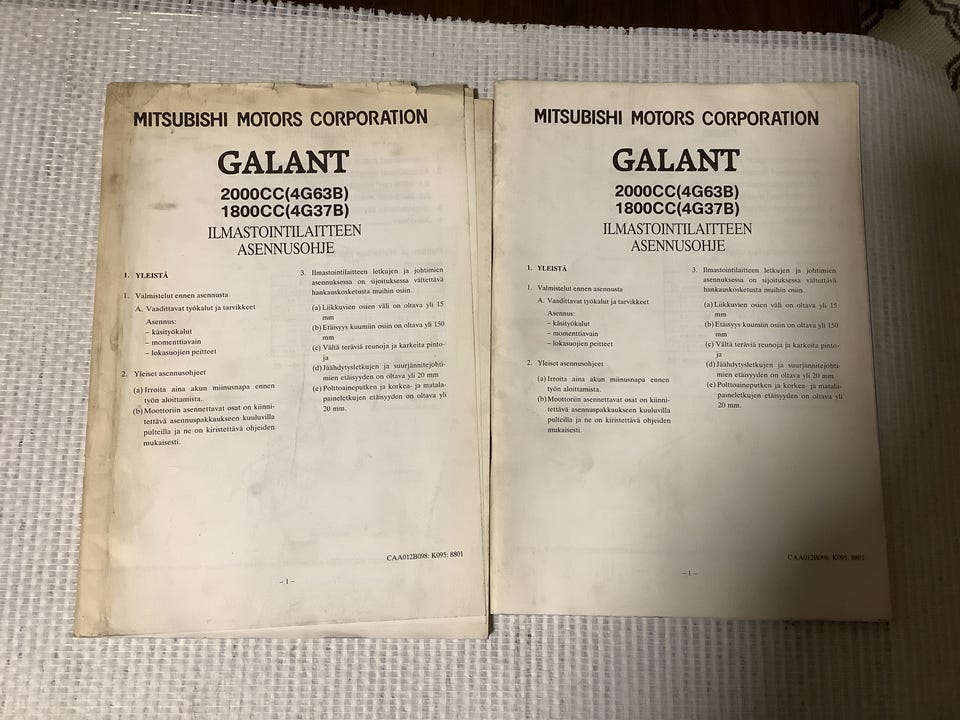 MITSUBISHI MOTORS CORPORATION
GALANT
2000CC(4G63B)
1800CC(4G37B)
ILMASTOINTILAITTEEN
ASENNUSOHJE
1. YLEISTÄ
1. Valmistelut ennen asennusta
A. Vaadittavat työkalut ja tarvikkeet
Asennus:
– käsityökalut
– momenttiavain
– lokasuojien peitteet
2. Yleiset asennusohjeet
(a) Irroita aina akun miinusnapa ennen
työn aloittamista.
(b) Moottoriin asennettavat osat on kiinni-
tettävä asennuspakkaukseen kuuluvilla
pulteilla ja ne on kiristettävä ohjeiden
mukaisesti.
3. Ilmastointilaitteen letkujen ja johtimien
asennuksessa on sijoituksessa vältettävä
hankauskosketusta muihin osiin.
(a) Liikkuvien osien väli on oltava yli 15
mm
(b) Etäisyys kuumiin osiin on oltava yli 150
mm
(c) Vältä teräviä reunoja ja karkeita pinto-
ja
(d) Jäähdytysletkujen ja suurjännitejohti-
mien etäisyyden on oltava yli 20 mm
(e) Polttoaineputken ja korkea- ja matala-
paineletkujen etäisyyden on oltava yli
20 mm.
CAA012B098: K095: 8801
– 1 –
MITSUBISHI MOTORS CORPORATION
GALANT
2000CC(4G63B)
1800CC(4G37B)
ILMASTOINTILAITTEEN
ASENNUSOHJE
1. YLEISTÄ
1. Valmistelut ennen asennusta
A. Vaadittavat työkalut ja tarvikkeet
Asennus:
– käsityökalut
– momenttiavain
– lokasuojien peitteet
2. Yleiset asennusohjeet
(a) Irroita aina akun miinusnapa ennen
työn aloittamista.
(b) Moottoriin asennettavat osat on kiinni-
tettävä asennuspakkaukseen kuuluvilla
pulteilla ja ne on kiristettävä ohjeiden
mukaisesti.
3. Ilmastointilaitteen letkujen ja johtimien
asennuksessa on sijoituksessa vältettävä
hankauskosketusta muihin osiin.
(a) Liikkuvien osien väli on oltava yli 15
mm
(b) Etäisyys kuumiin osiin on oltava yli 150
mm
(c) Vältä teräviä reunoja ja karkeita pinto-
ja
(d) Jäähdytysletkujen ja suurjännitejohti-
mien etäisyyden on oltava yli 20 mm
(e) Polttoaineputken ja korkea- ja matala-
paineletkujen etäisyyden on oltava yli
20 mm.
CAA012B098: K095: 8801
– 1 –